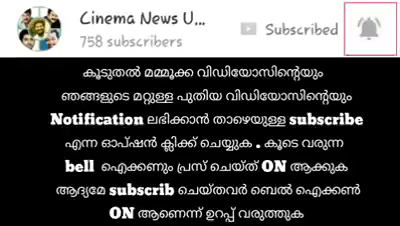 Cinema News U...
Subscribed
758 subscribers
കൂടുതൽ മമ്മൂക്ക വിഡിയോസിന്റെയും
ഞങ്ങളുടെ മറ്റുള്ള പുതിയ വിഡിയോസിന്റെയും
Notification ലഭിക്കാൻ താഴെയുള്ള subscribe
എന്ന ഓപ്ഷൻ ക്ലിക്ക് ചെയ്യുക . കൂടെ വരുന്ന
bell ഐക്കണും പ്രസ് ചെയ്ത് ON ആക്കുക
ആദ്യമേ subscrib ചെയ്തവർ ബെൽ ഐക്കൺ
ON ആണെന്ന് ഉറപ്പ് വരുത്തുക